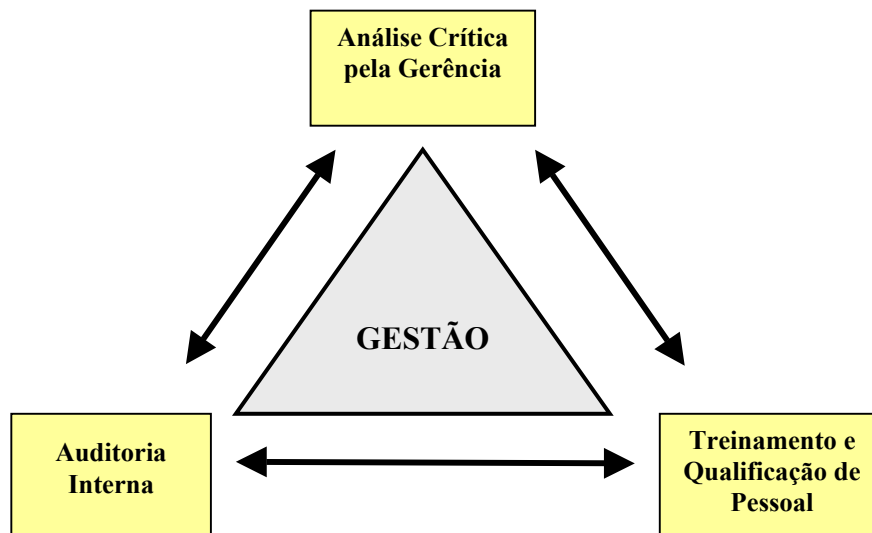 Análise Crítica
pela Gerência
GESTÃO
Auditoria
Interna
Treinamento e
Qualificação de
Pessoal